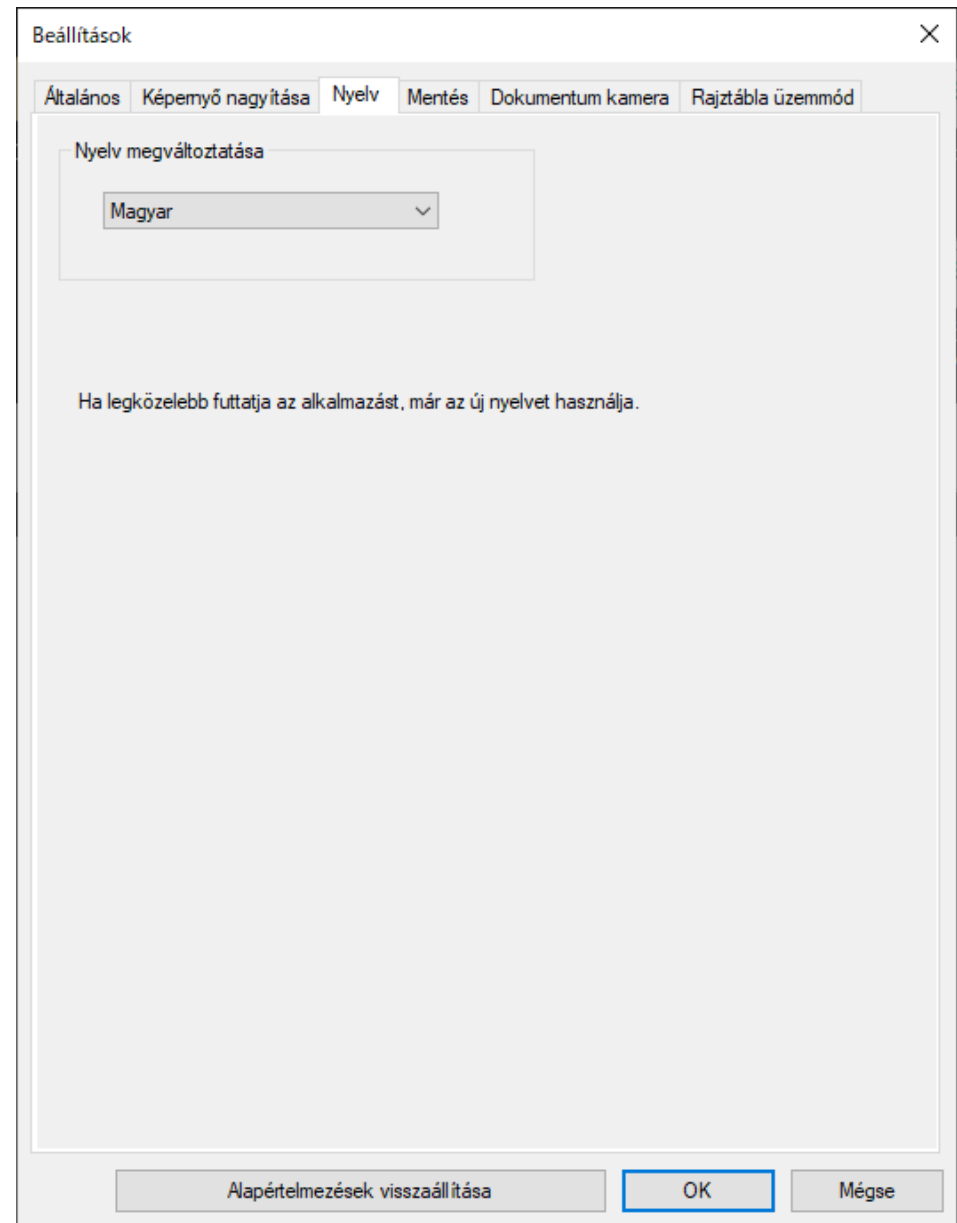 Beállítások
Általános Képernyő nagyítása Nyelv Mentés Dokumentum kamera Rajztábla üzemmód
Nyelv megváltoztatása
Magyar
Ha legközelebb futtatja az alkalmazást, már az új nyelvet használja.
Alapértelmezések visszaállítása OK Mégse